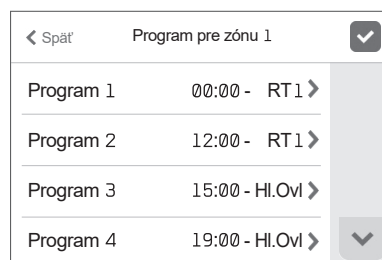 Späť Program pre zónu 1
Program 1 00:00 - RT1
Program 2 12:00 - RT1
Program 3 15:00 - Hl.Ovl
Program 4 19:00 - Hl.Ovl